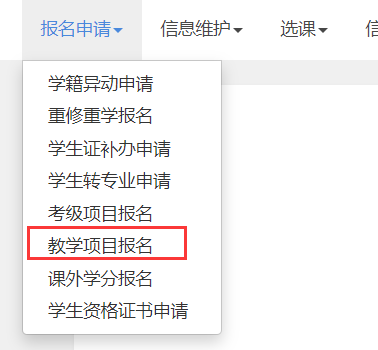 报名申请 信息维护 选课
学籍异动申请
重修重学报名
学生证补办申请
学生转专业申请
考级项目报名
教学项目报名
课外学分报名
学生资格证书申请